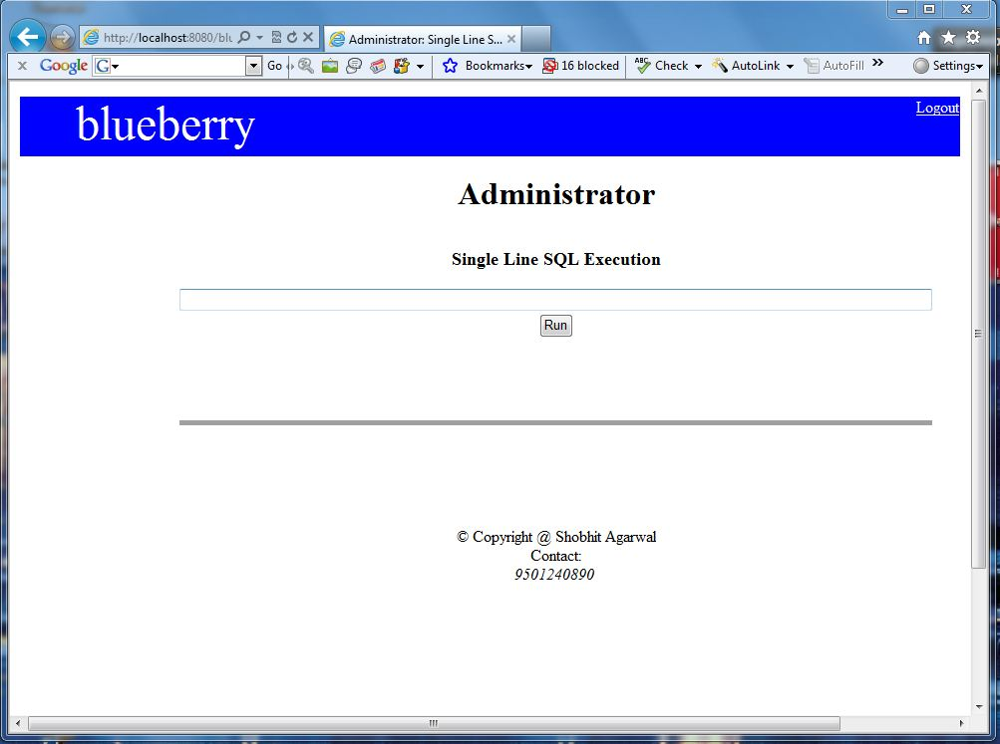 http://localhost:8080/blu
Administrator: Single Line S...
x Google G Go Bookmarks 16 blocked ABC Check AutoLink AutoFill » Settings
blueberry
Logout
Administrator
Single Line SQL Execution
Run
© Copyright @ Shobhit Agarwal
Contact:
9501240890